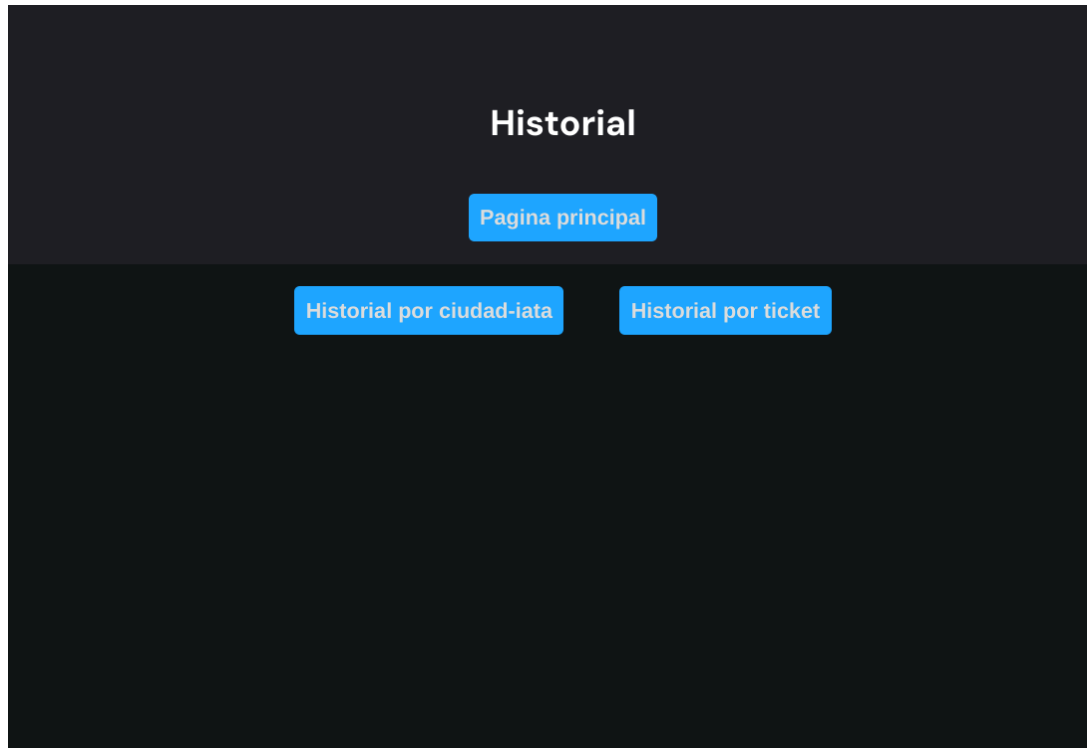 Historial
Pagina principal
Historial por ciudad-iata
Historial por ticket